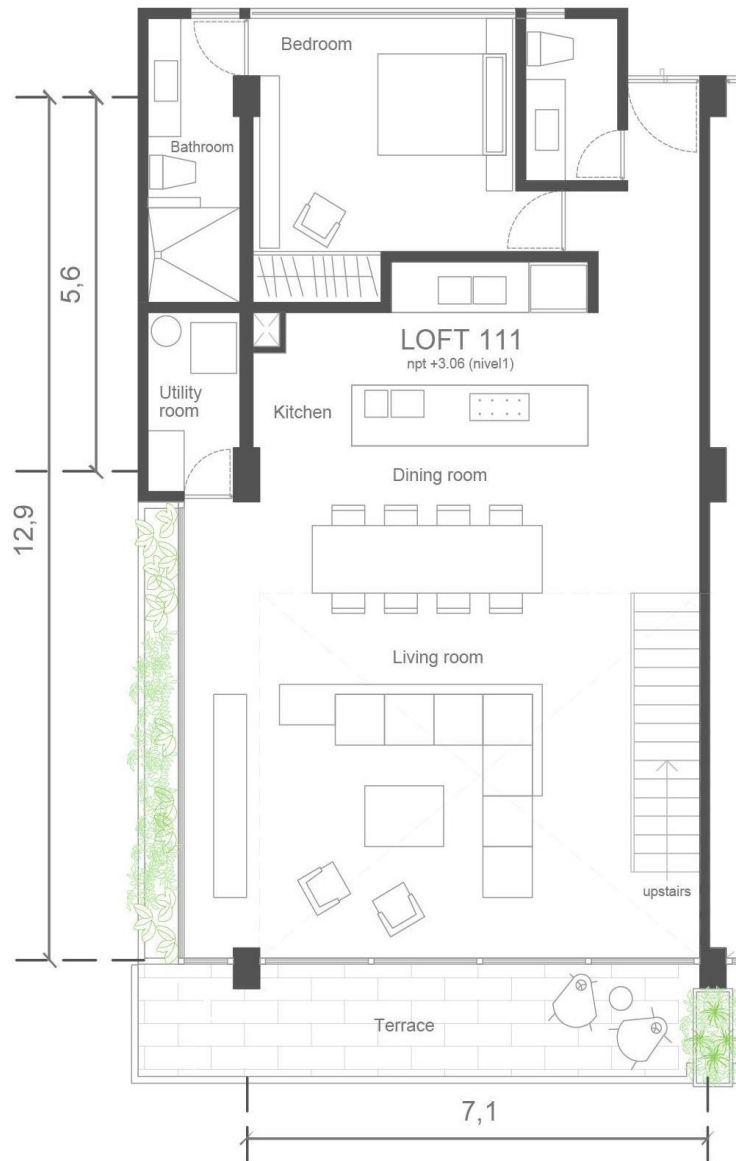 Bedroom
Bathroom
5,6
LOFT 111
npt +3.06 (nivel1)
Utility
room
Kitchen
Dining room
12,9
Living room
upstairs
Terrace
7,1